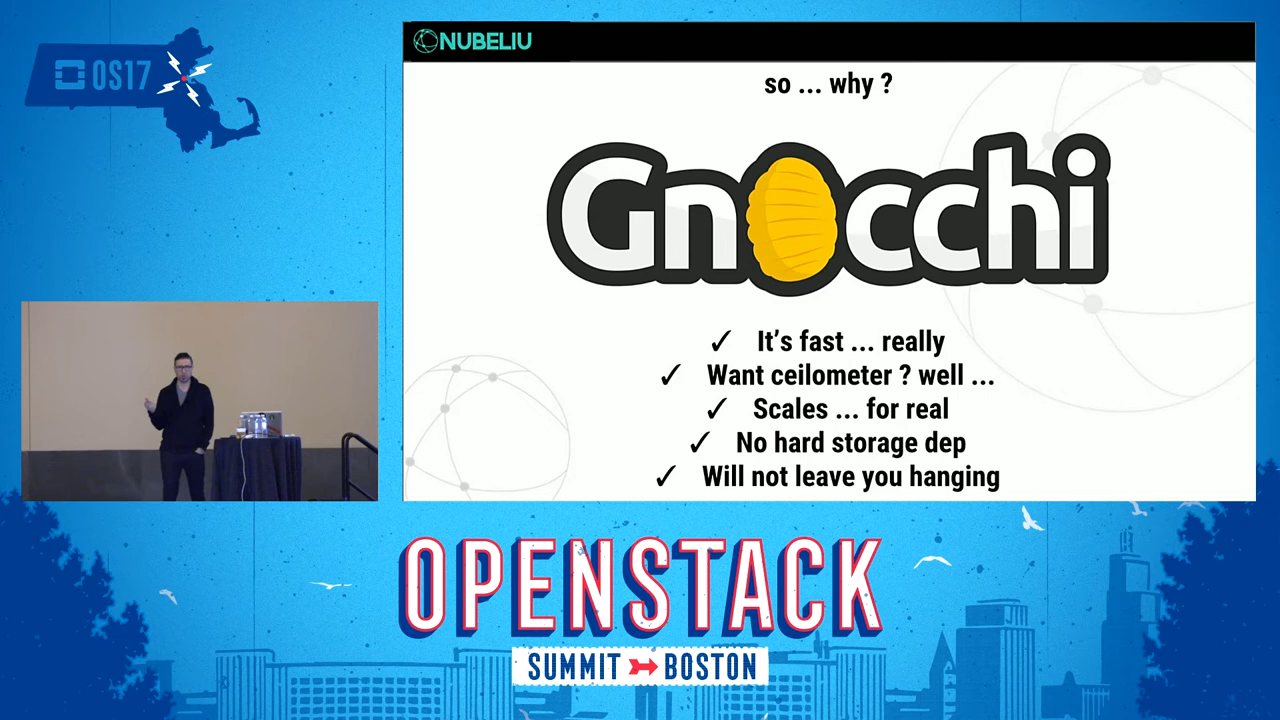 OS17
NUBELIU
so ... why ?
Gnocchi
✓ It's fast ... really
✓ Want ceilometer ? well ...
✓ Scales ... for real
✓ No hard storage dep
✓ Will not leave you hanging
OPENSTACK
SUMMIT BOSTON